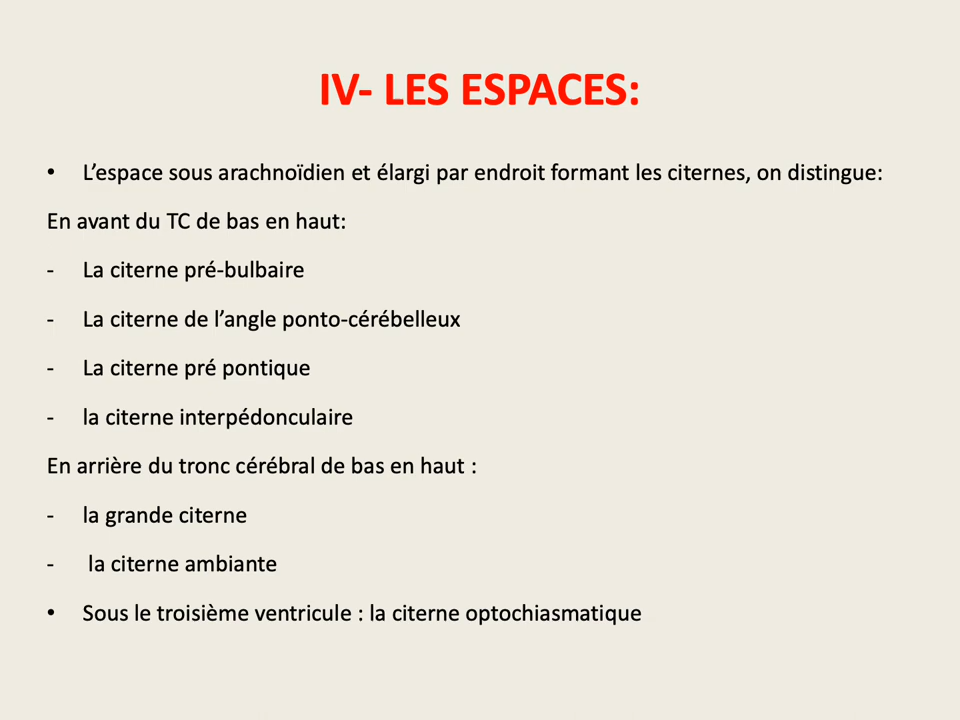 IV- LES ESPACES:
• L’espace sous arachnoïdien et élargi par endroit formant les citernes, on distingue:
En avant du TC de bas en haut:
- La citerne pré-bulbaire
- La citerne de l’angle ponto-cérébelleux
- La citerne pré pontique
- la citerne interpédonculaire
En arrière du tronc cérébral de bas en haut :
- la grande citerne
- la citerne ambiante
• Sous le troisième ventricule : la citerne optochiasmatique